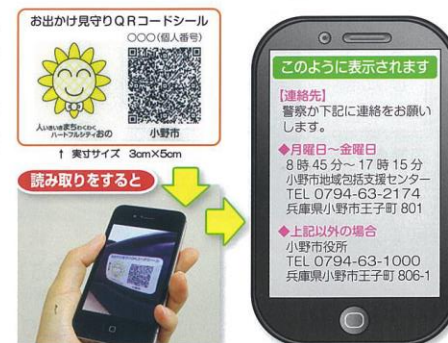 お出かけ見守りQRコードシール
○○○(個人番号)
人いきいきまちわくわく
ハートフルシティおの
小野市
↑ 実寸サイズ 3cm×5cm
読み取りをすると
このように表示されます
【連絡先】
警察か下記に連絡をお願い
します。
◆月曜日～金曜日
8時45分～17時15分
小野市地域包括支援センター
TEL 0794-63-2174
兵庫県小野市王子町 801
◆上記以外の場合
小野市役所
TEL 0794-63-1000
兵庫県小野市王子町 806-1